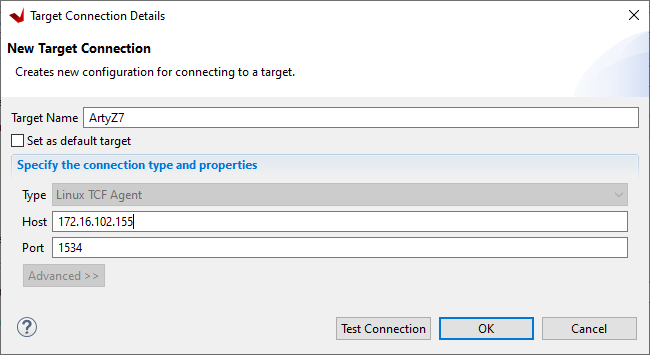 Target Connection Details
New Target Connection
Creates new configuration for connecting to a target.
Target Name ArtyZ7
Set as default target
Specify the connection type and properties
Type Linux TCF Agent
Host 172.16.102.155
Port 1534
Advanced >>
? Test Connection OK Cancel